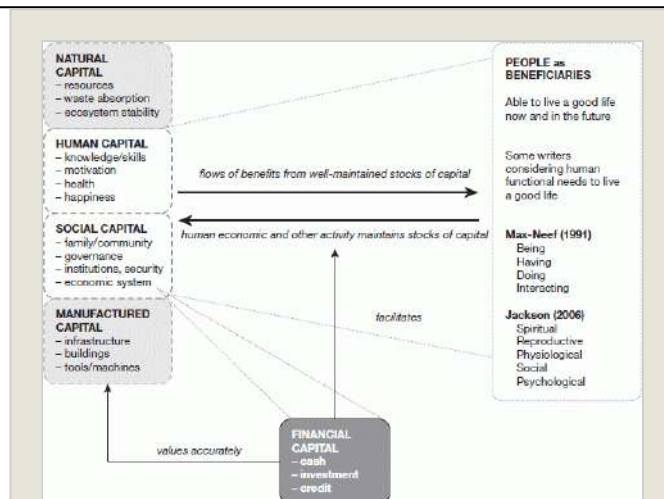 NATURAL
CAPITAL
– resources
– waste absorption
– ecosystem stability
HUMAN CAPITAL
– knowledge/skills
– motivation
– health
– happiness
SOCIAL CAPITAL
– family/community
– governance
– institutions, security
– economic system
MANUFACTURED
CAPITAL
– infrastructure
– buildings
– tools/machines
flows of benefits from well-maintained stocks of capital
human economic and other activity maintains stocks of capital
facilitates
values accurately
FINANCIAL
CAPITAL
– cash
– investment
– credit
PEOPLE as
BENEFICIARIES
Able to live a good life
now and in the future
Some writers
considering human
functional needs to live
a good life
Max-Neef (1991)
Being
Having
Doing
Interacting
Jackson (2006)
Spiritual
Reproductive
Physiological
Social
Psychological